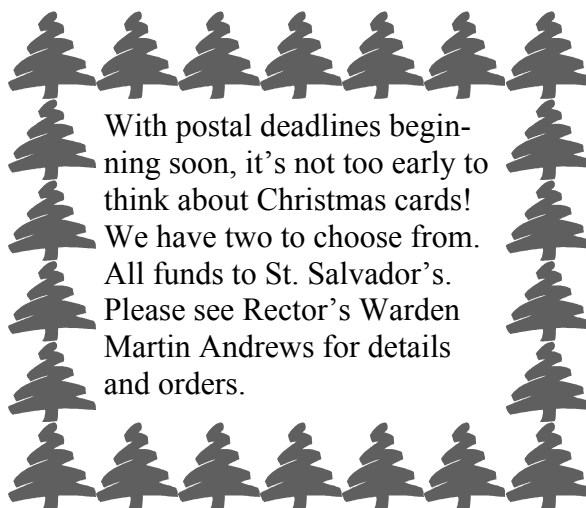 With postal deadlines begin-
ning soon, it’s not too early to
think about Christmas cards!
We have two to choose from.
All funds to St. Salvador’s.
Please see Rector’s Warden
Martin Andrews for details
and orders.